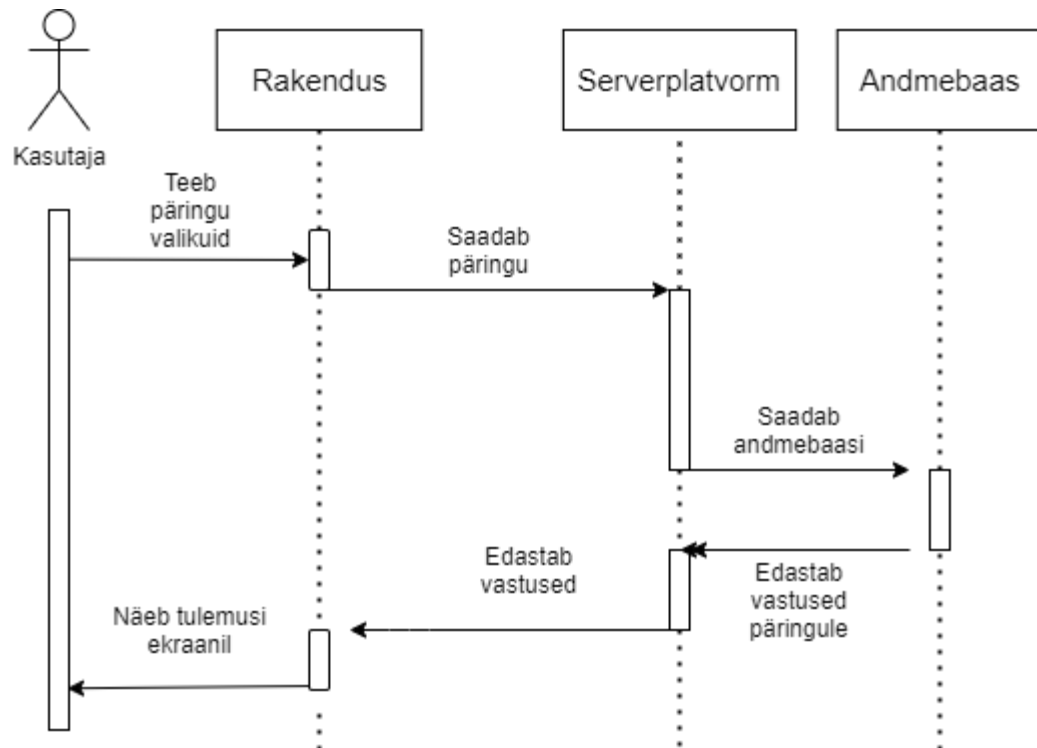 Rakendus
Serverplatvorm
Andmebaas
Kasutaja
Teeb
päringu
valikuid
Saadab
päringu
Saadab
andmebaasi
Edastab
vastused
päringule
Edastab
vastused
Näeb tulemusi
ekraanil